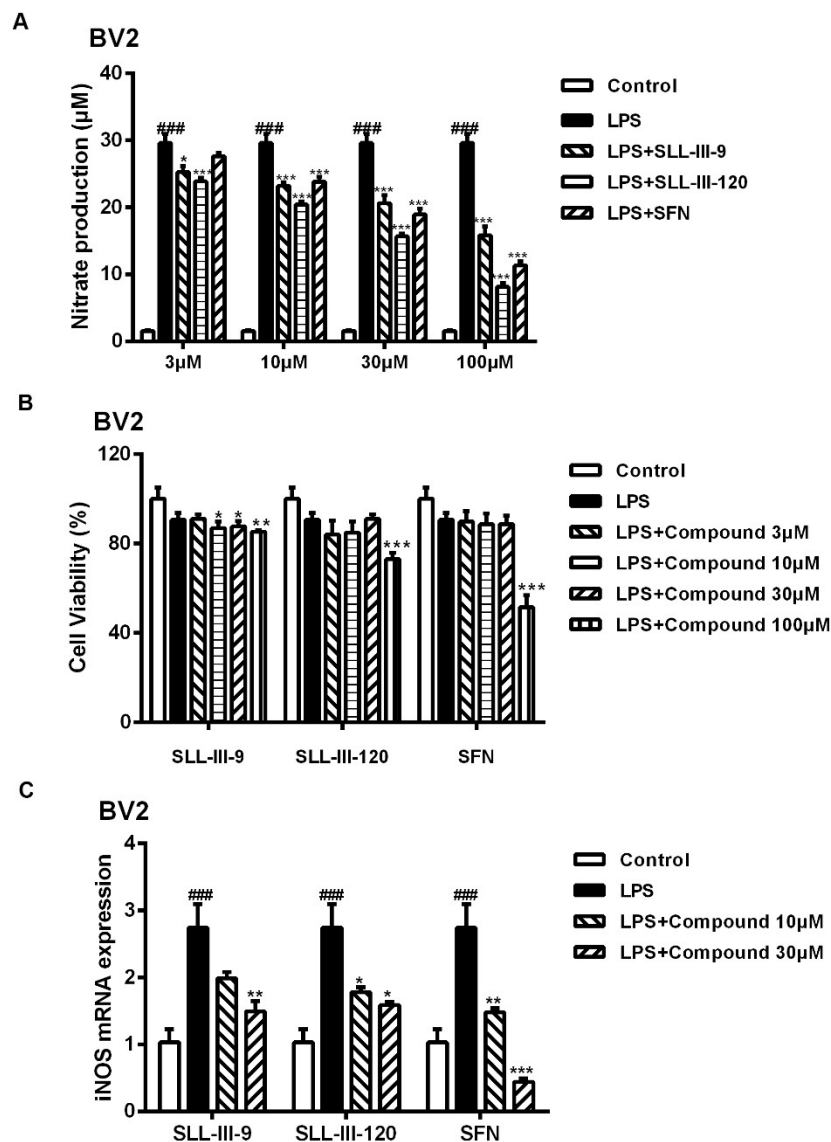 A
BV2
Nitrate production (µM)
40
30
20
10
0
### * *** ### *** *** *** ### *** *** *** ### *** *** ***
3µM 10µM 30µM 100µM
Control
LPS
LPS+SLL-III-9
LPS+SLL-III-120
LPS+SFN
B
BV2
Cell Viability (%)
120
80
40
0
* * ** *** ***
SLL-III-9 SLL-III-120 SFN
Control
LPS
LPS+Compound 3µM
LPS+Compound 10µM
LPS+Compound 30µM
LPS+Compound 100µM
C
BV2
iNOS mRNA expression
4
3
2
1
0
### ** ### * * ### ** ***
SLL-III-9 SLL-III-120 SFN
Control
LPS
LPS+Compound 10µM
LPS+Compound 30µM